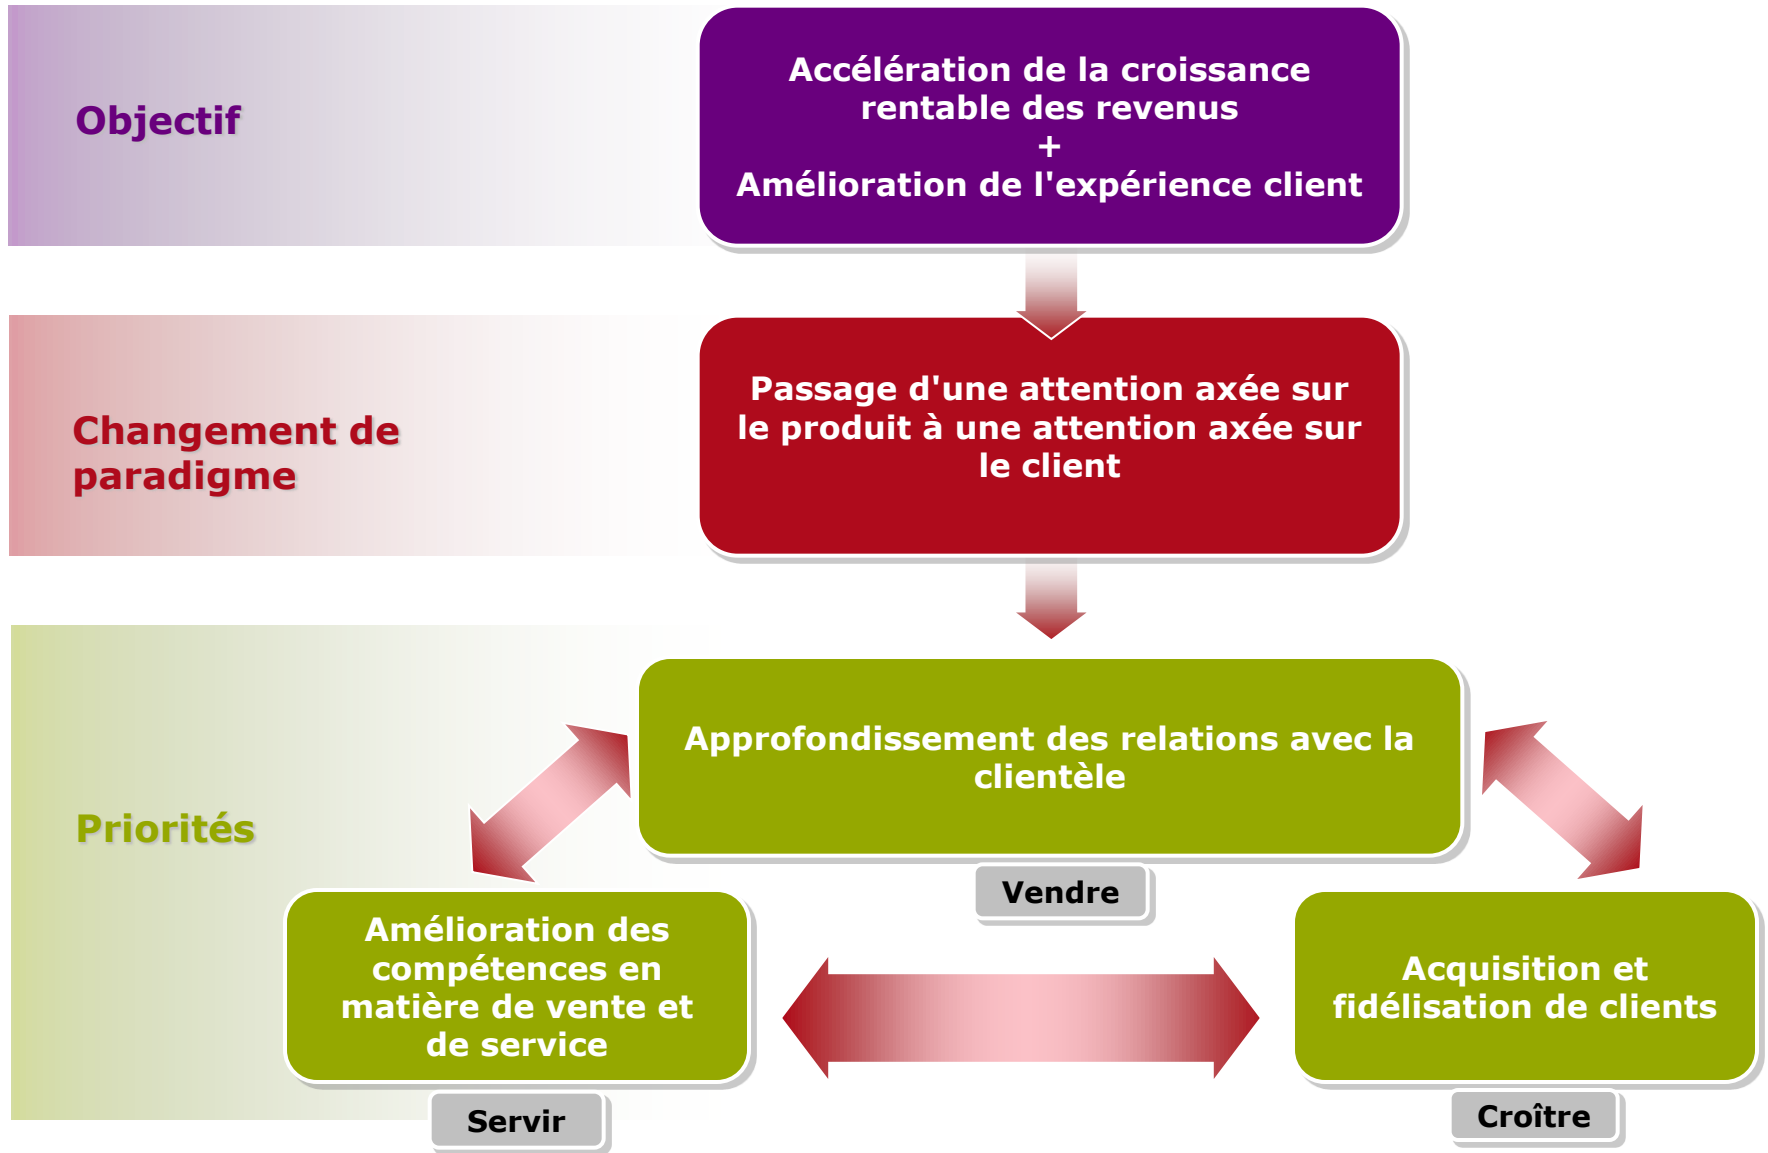 Objectif
Accélération de la croissance
rentable des revenus
+
Amélioration de l'expérience client
Changement de
paradigme
Passage d'une attention axée sur
le produit à une attention axée sur
le client
Priorités
Approfondissement des relations avec la
clientèle
Vendre
Amélioration des
compétences en
matière de vente et
de service
Servir
Acquisition et
fidélisation de clients
Croître